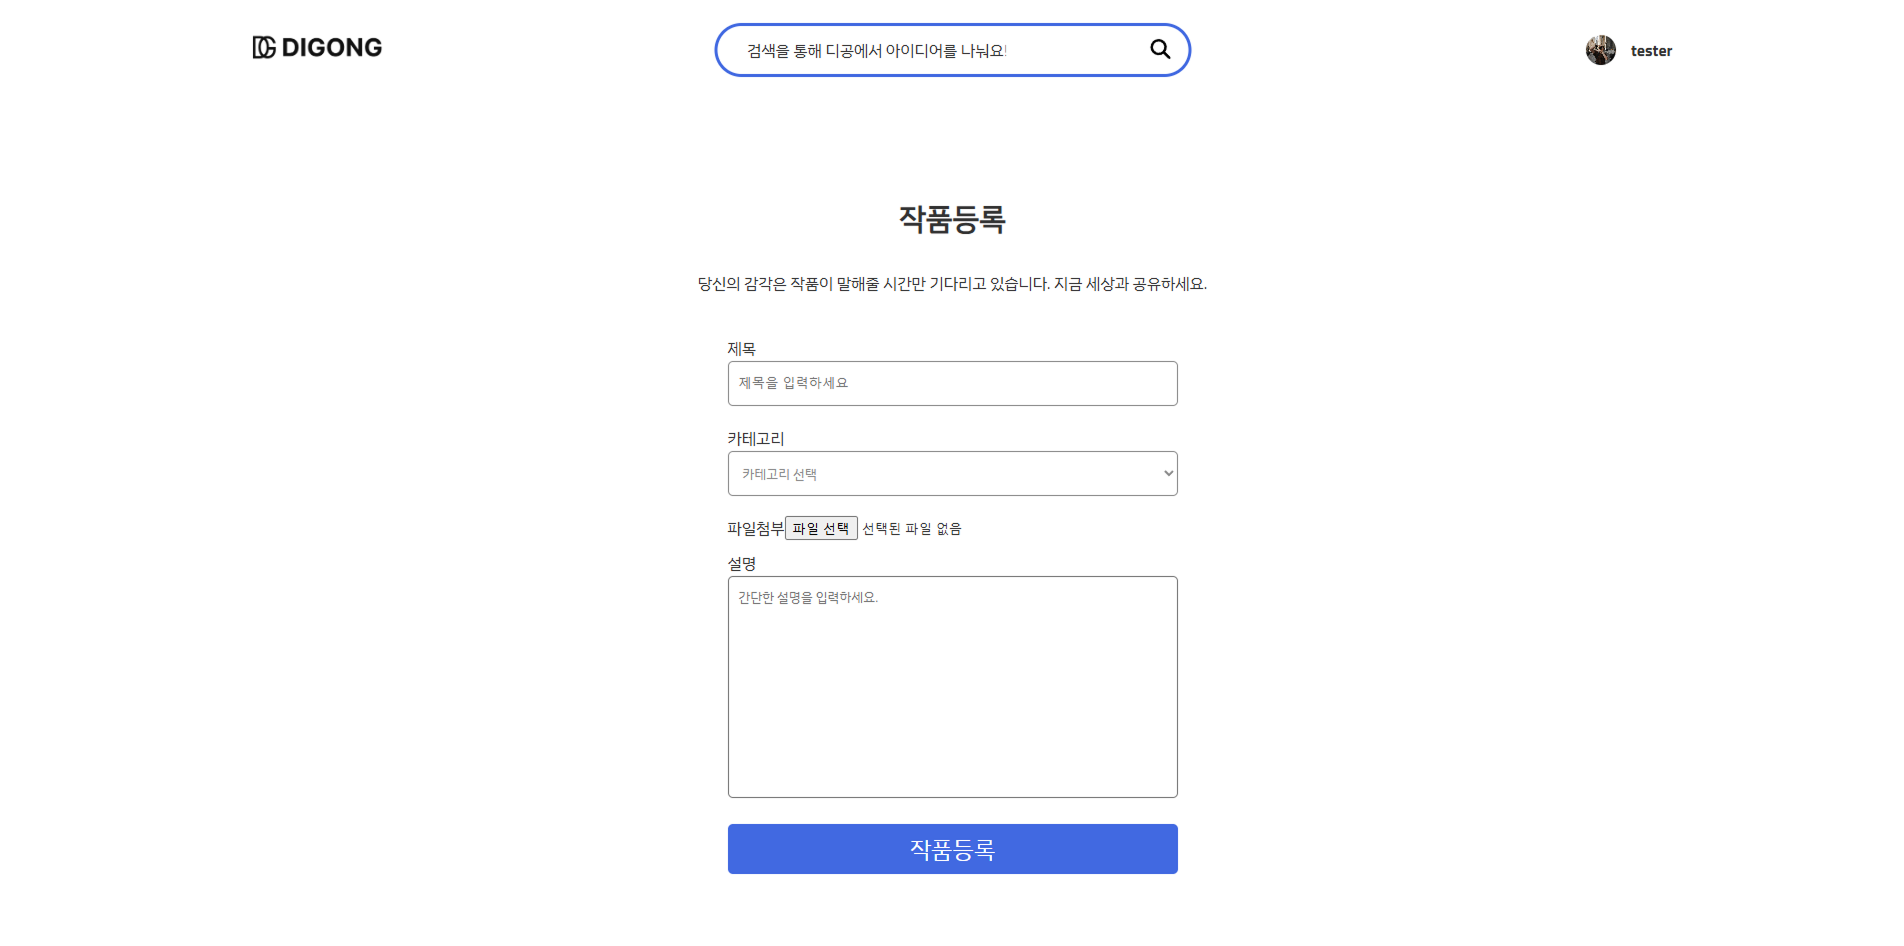 DIGONG
검색을 통해 디공에서 아이디어를 나눠요!
tester
작품등록
당신의 감각은 작품이 말해줄 시간만 기다리고 있습니다. 지금 세상과 공유하세요.
제목
제목을 입력하세요
카테고리
카테고리 선택
파일첨부 파일 선택 선택된 파일 없음
설명
간단한 설명을 입력하세요.
작품등록